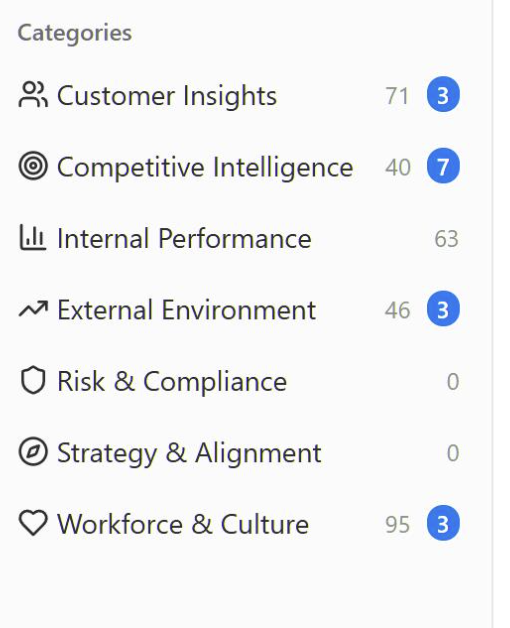 Categories
Customer Insights 71 3
Competitive Intelligence 40 7
Internal Performance 63
External Environment 46 3
Risk & Compliance 0
Strategy & Alignment 0
Workforce & Culture 95 3